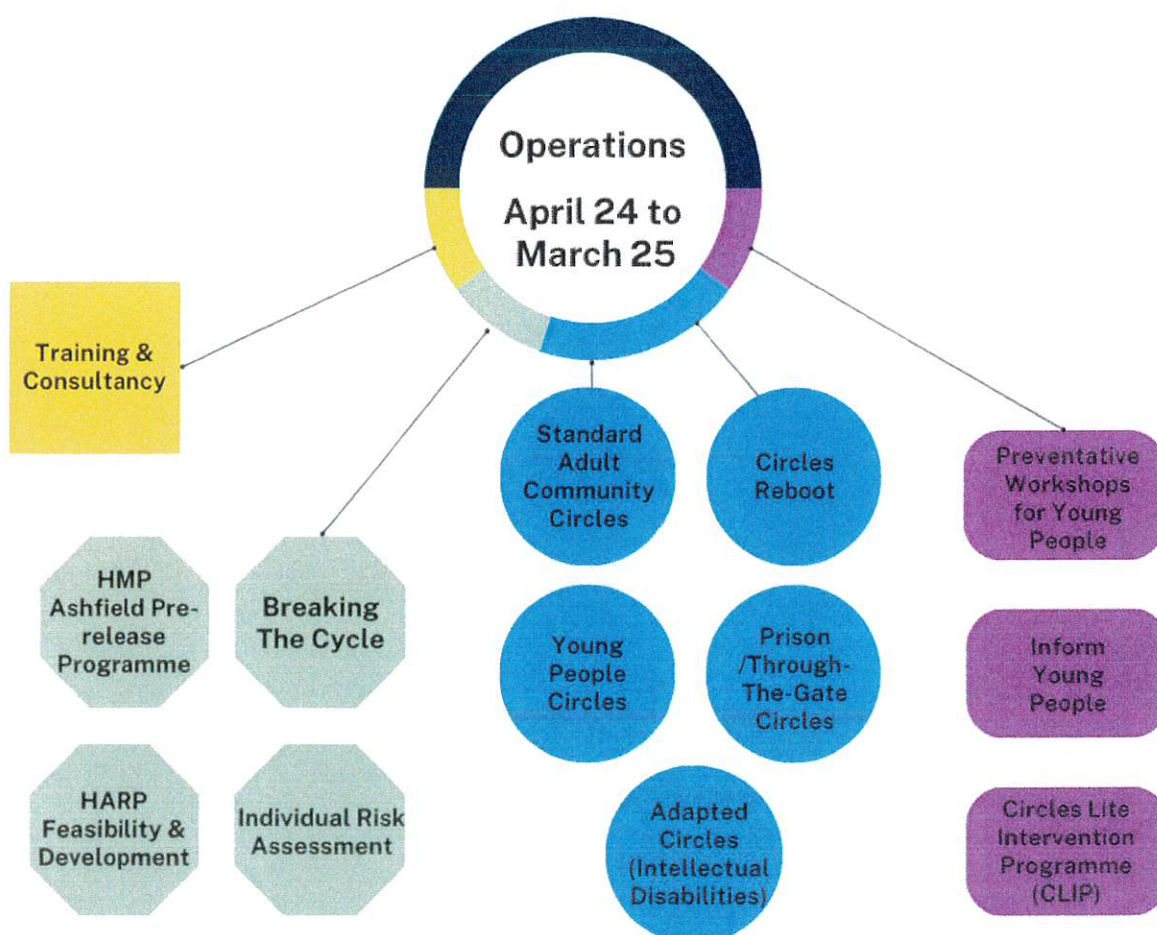 Operations
April 24 to
March 25
Training &
Consultancy
Standard
Adult
Community
Circles
Circles
Reboot
Preventative
Workshops
for Young
People
HMP
Ashfield Pre-
release
Programme
Breaking
The Cycle
Young
People
Circles
Prison
/Through-
The-Gate
Circles
Inform
Young
People
HARP
Feasibility &
Development
Individual Risk
Assessment
Adapted
Circles
(Intellectual
Disabilities)
Circles Lite
Intervention
Programme
(CLIP)